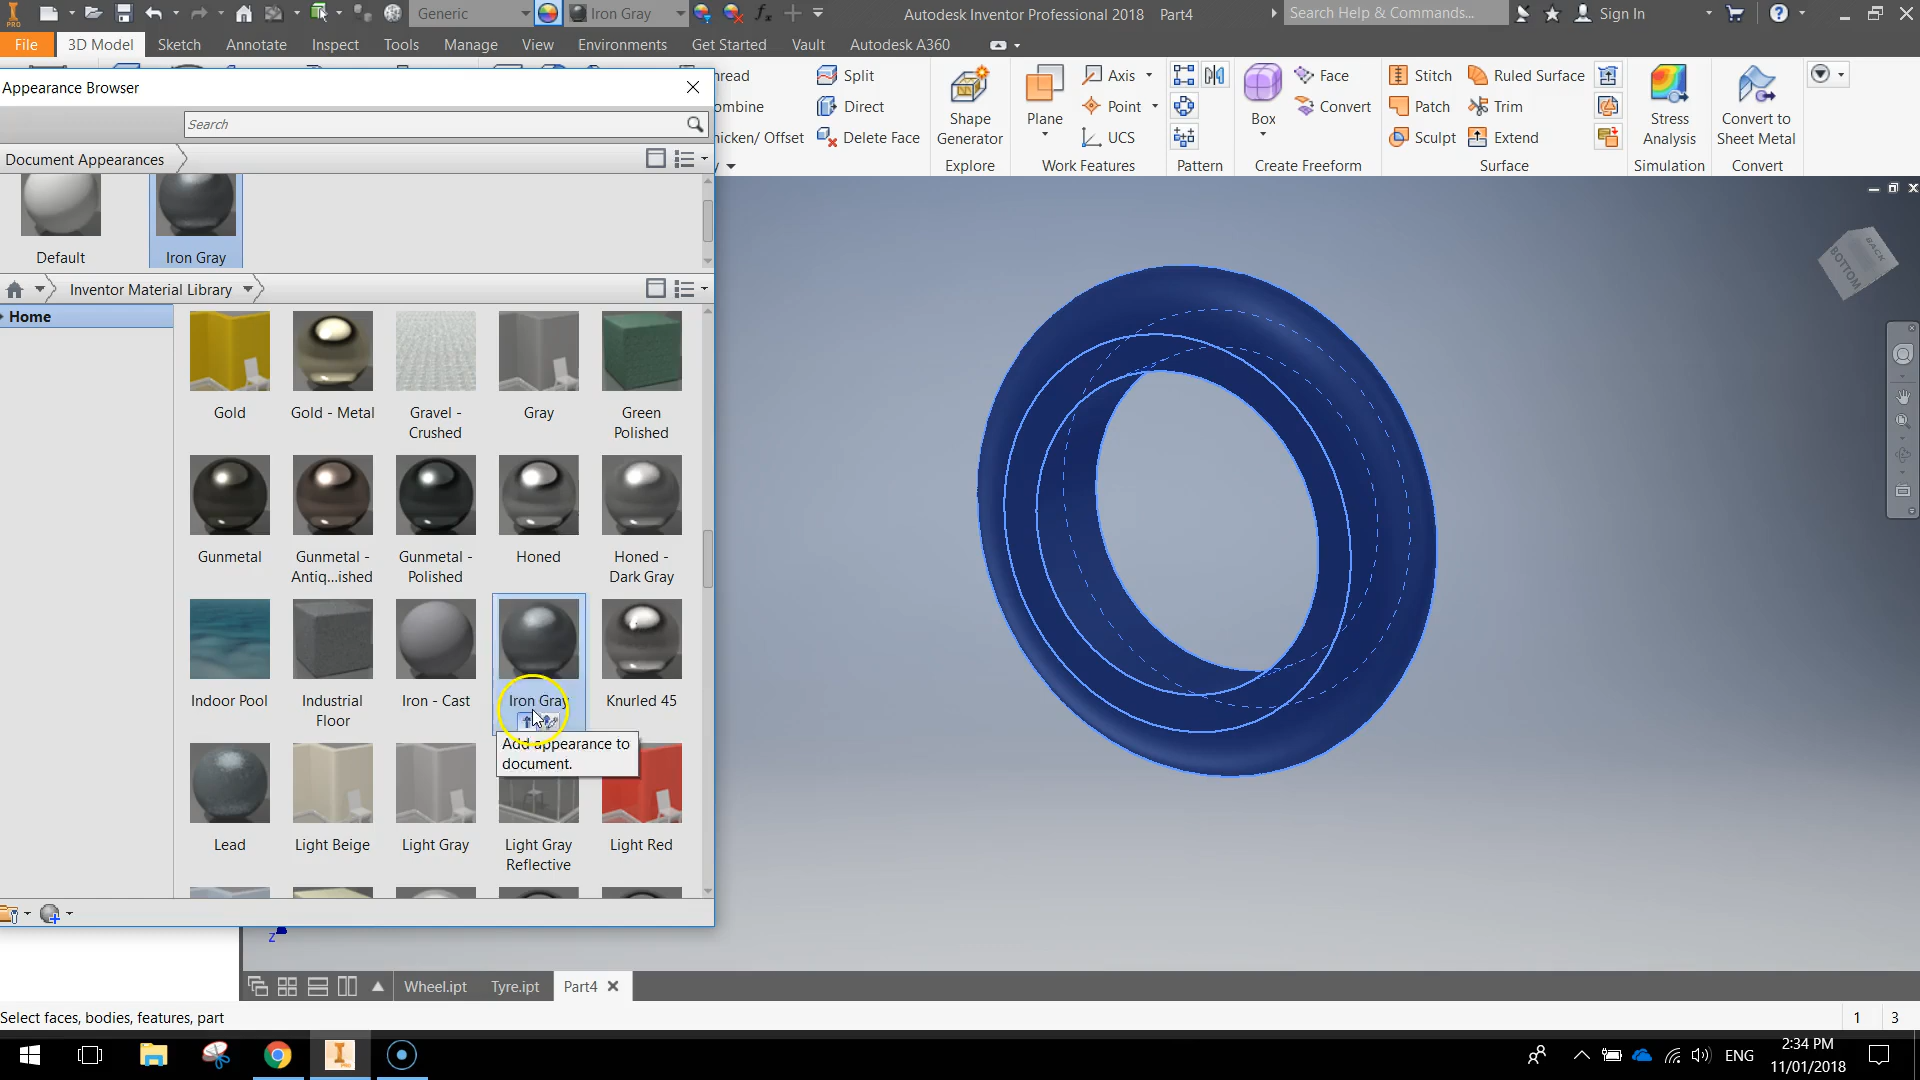 PRO
Generic
Iron Gray
Autodesk Inventor Professional 2018 Part4
Search Help & Commands...
Sign In
File
3D Model
Sketch
Annotate
Inspect
Tools
Manage
View
Environments
Get Started
Vault
Autodesk A360
Split
Direct
Delete Face
Shape
Generator
Explore
Plane
Axis
Point
UCS
Work Features
Pattern
Box
Face
Convert
Create Freeform
Stitch
Patch
Sculpt
Ruled Surface
Trim
Extend
Surface
Stress
Analysis
Simulation
Convert to
Sheet Metal
Convert
hread
ombine
hicken/ Offset
Appearance Browser
Search
Document Appearances
Default
Iron Gray
Inventor Material Library
Home
Gold
Gold - Metal
Gravel -
Crushed
Gray
Green
Polished
Gunmetal
Gunmetal -
Antiq...ished
Gunmetal -
Polished
Honed
Honed -
Dark Gray
Indoor Pool
Industrial
Floor
Iron - Cast
Iron Gray
Knurled 45
Add appearance to
document.
Lead
Light Beige
Light Gray
Light Gray
Reflective
Light Red
BACK
BOTTOM
z
Wheel.ipt
Tyre.ipt
Part4
Select faces, bodies, features, part
1
3
ENG
2:34 PM
11/01/2018